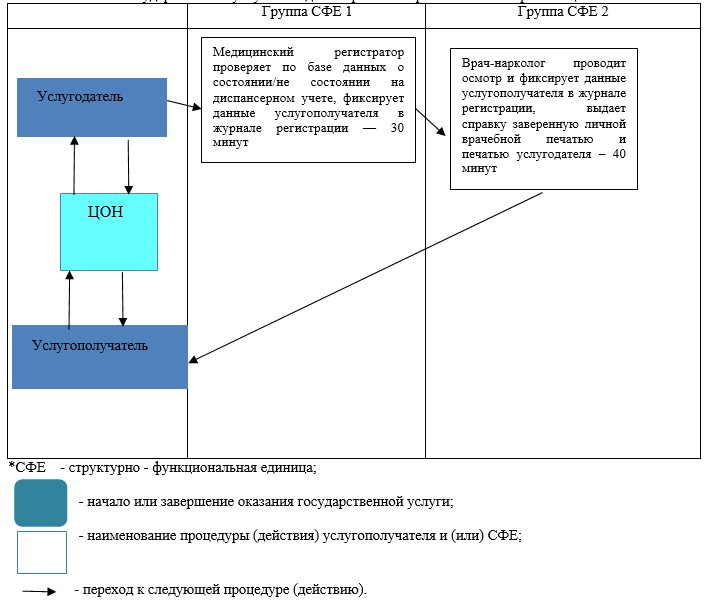 Группа СФЕ 1
Группа СФЕ 2
Медицинский регистратор
проверяет по базе данных о
состоянии/не состоянии на
диспансерном учете, фиксирует
данные услугополучателя в
журнале регистрации — 30
минут
Врач-нарколог проводит
осмотр и фиксирует данные
услугополучателя в журнале
регистрации, выдает
справку заверенную личной
врачебной печатью и
печатью услугодателя – 40
минут
Услугодатель
ЦОН
Услугополучатель
*СФЕ - структурно - функциональная единица;
- начало или завершение оказания государственной услуги;
- наименование процедуры (действия) услугополучателя и (или) СФЕ;
- переход к следующей процедуре (действию).